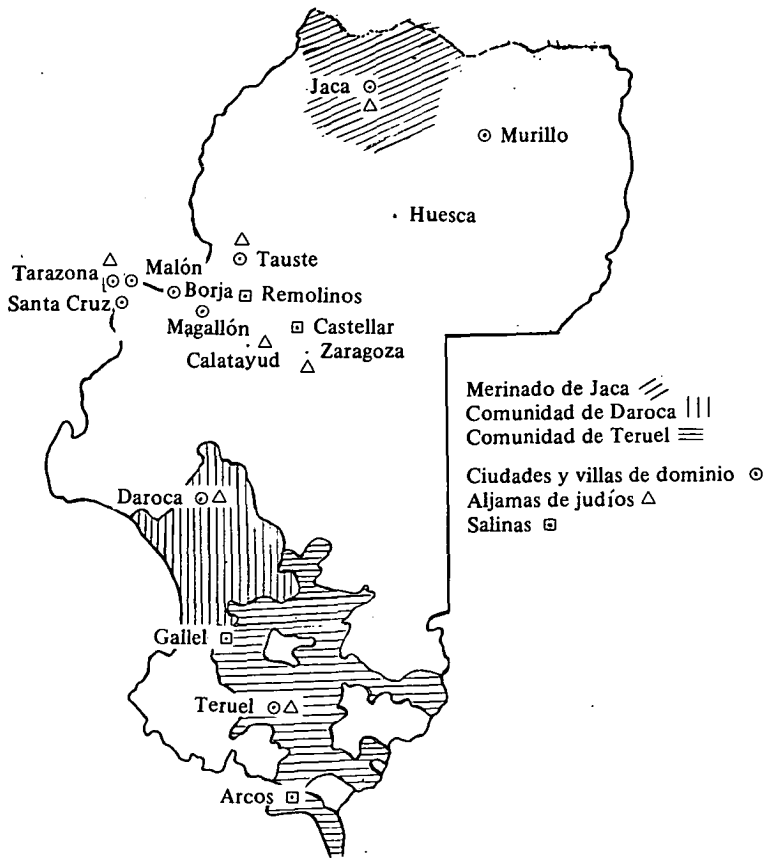 Jaca
Murillo
Huesca
Tauste
Tarazona
Malón
Borja
Remolinos
Santa Cruz
Magallón
Castellar
Calatayud
Zaragoza
Merinado de Jaca
Comunidad de Daroca
Comunidad de Teruel
Ciudades y villas de dominio
Aljamas de judíos
Salinas
Daroca
Gallel
Teruel
Arcos